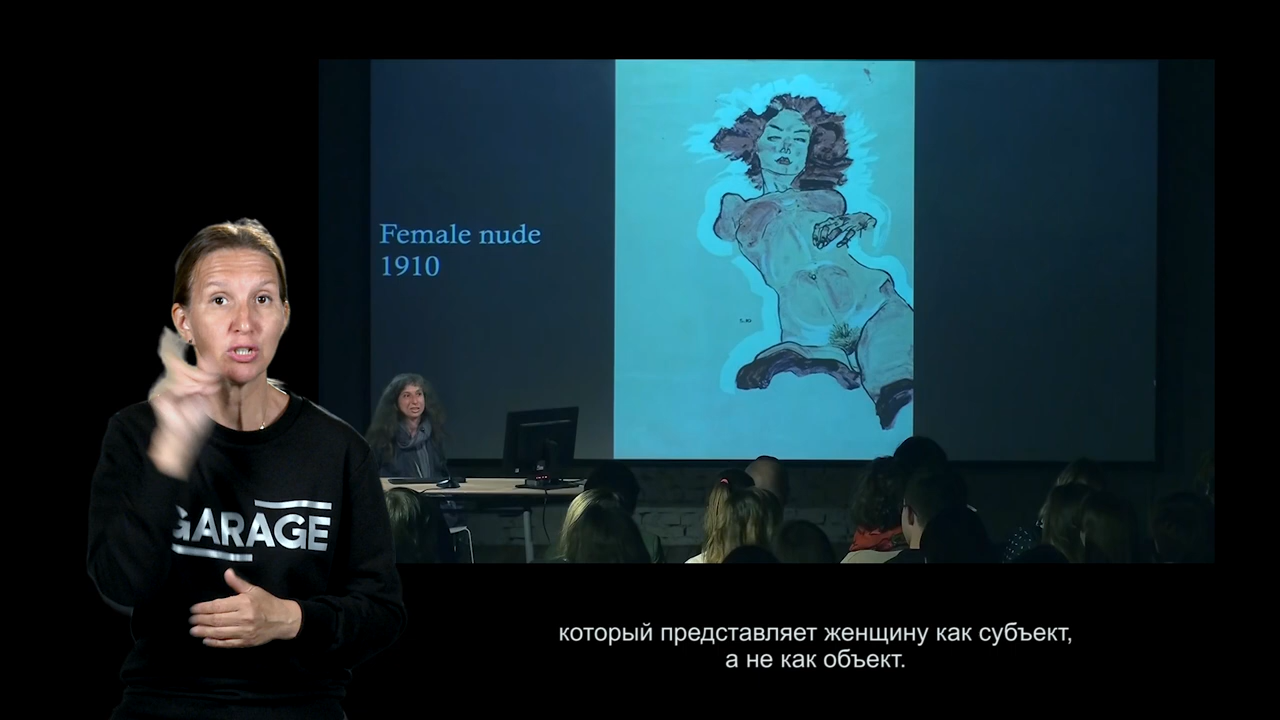 Female nude
1910
GARAGE
который представляет женщину как субъект,
а не как объект.